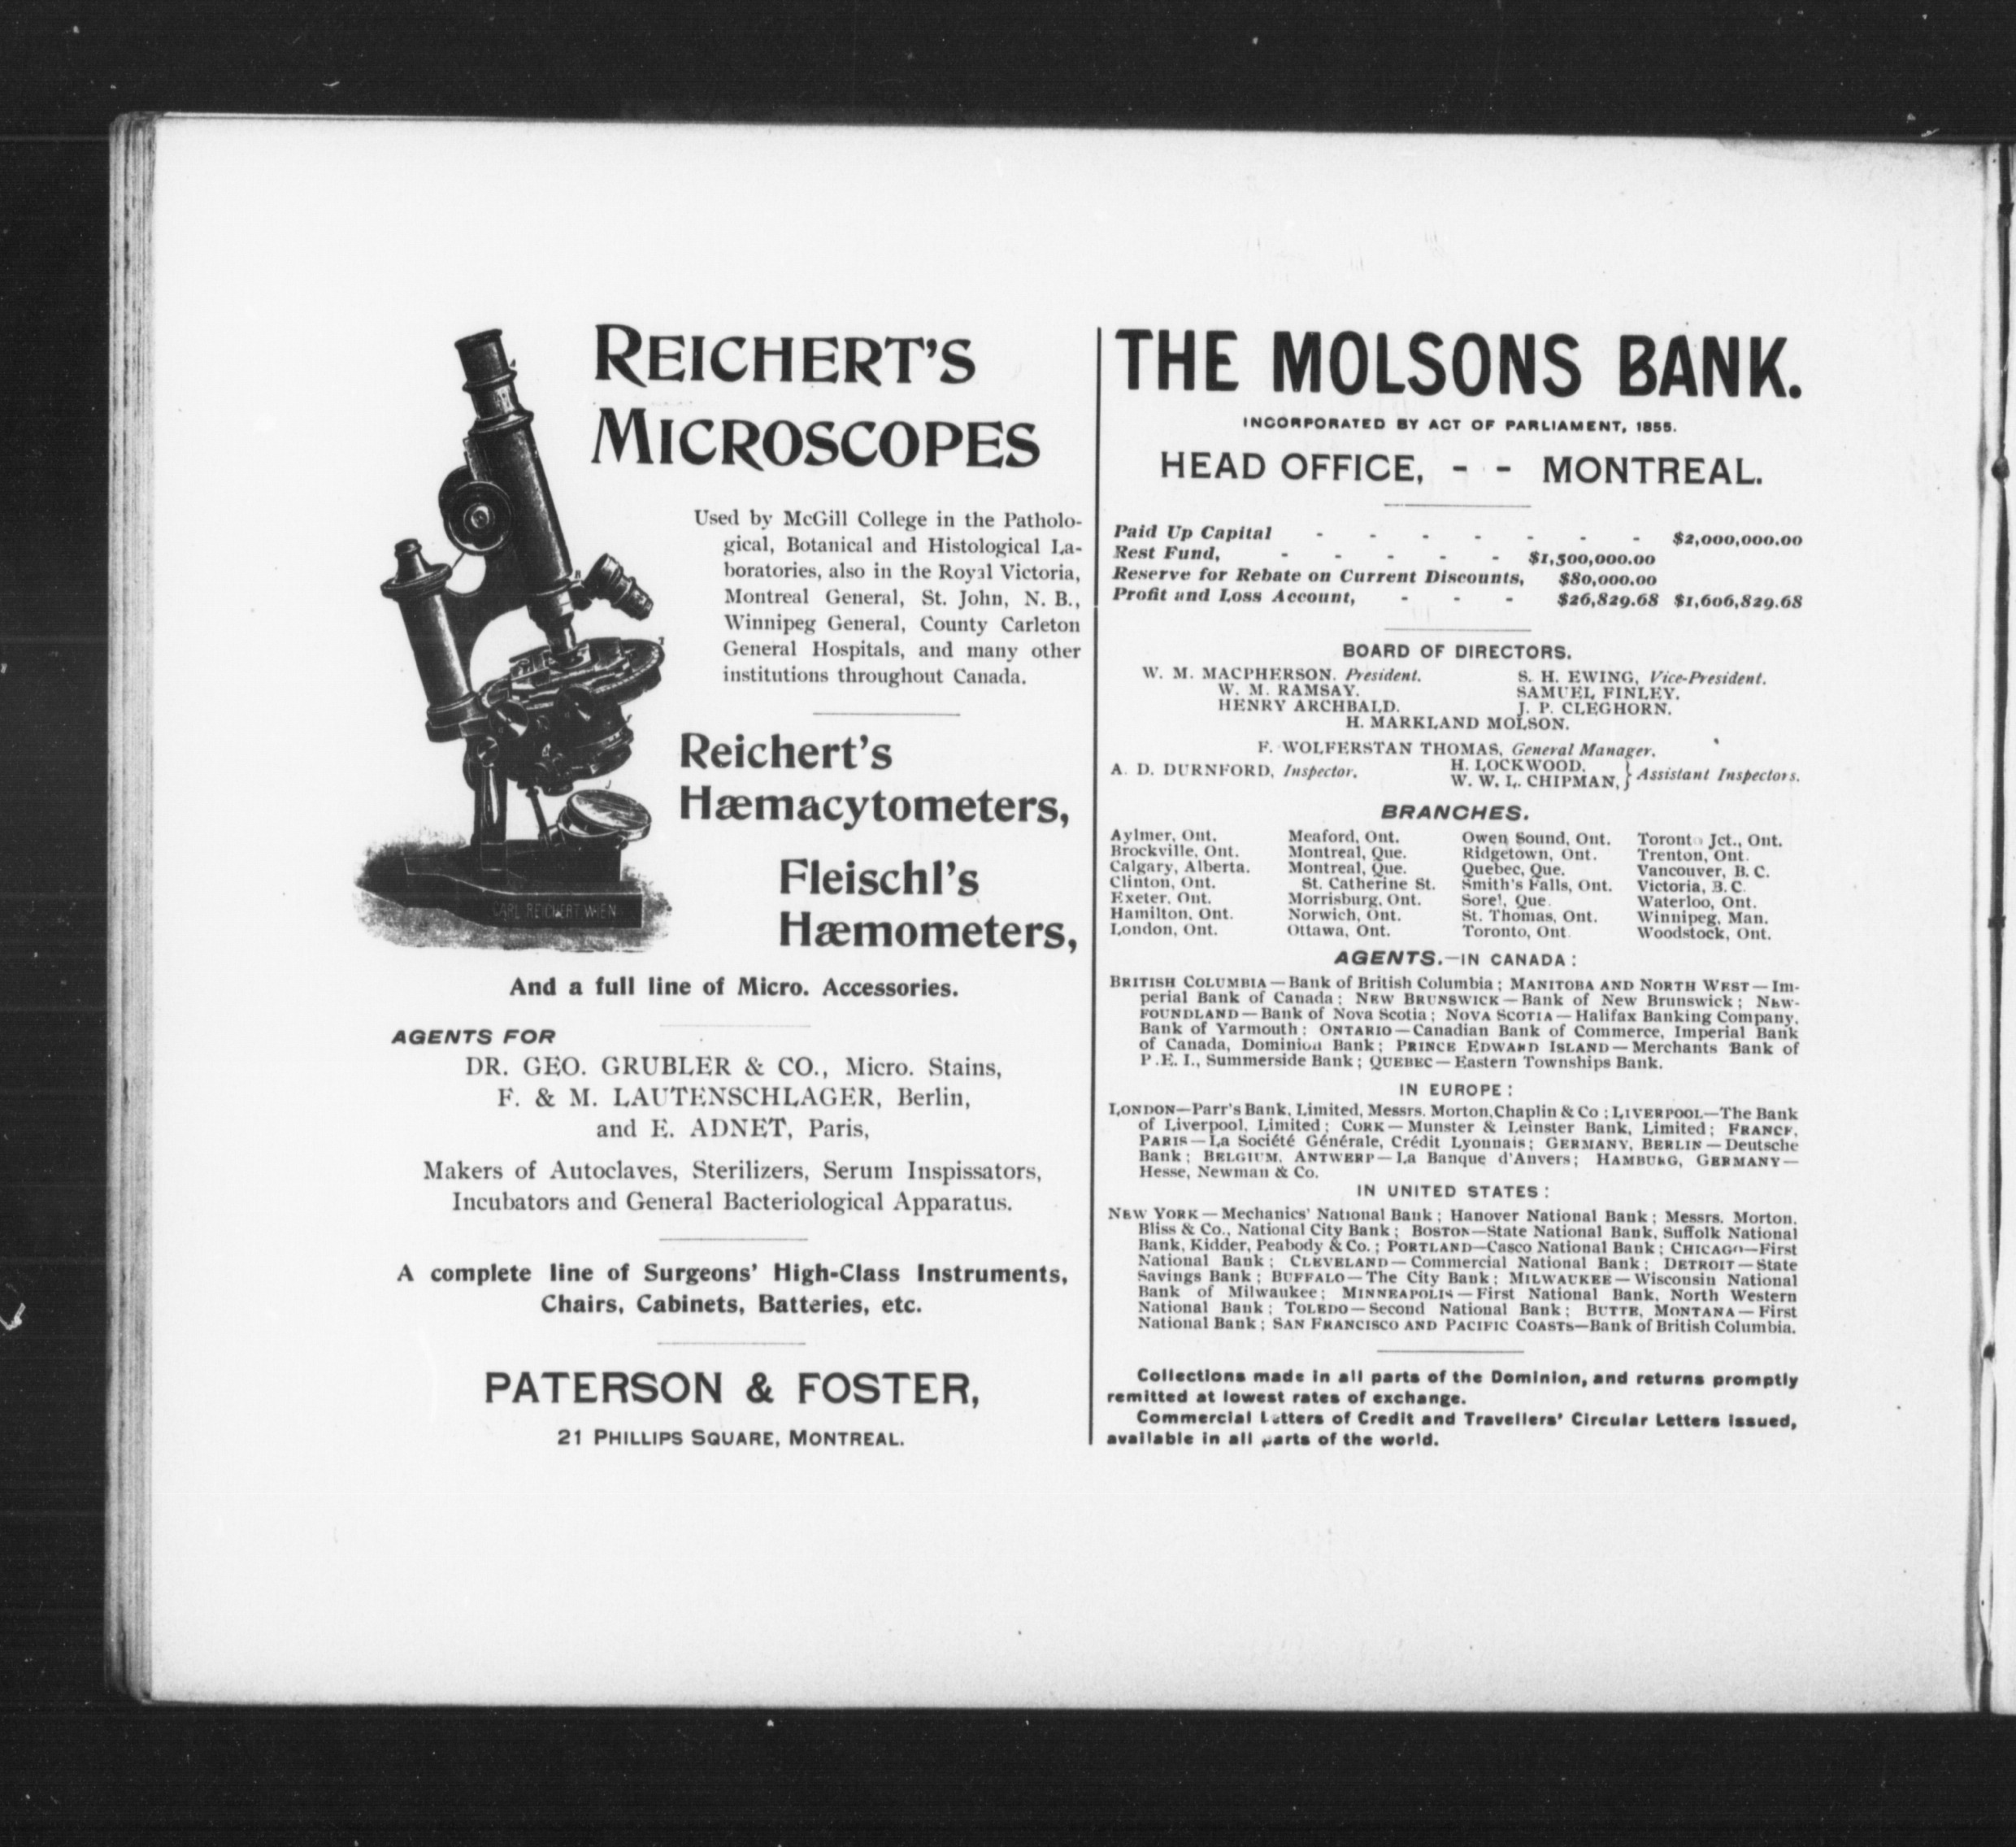 REICHERT'S
MICROSCOPES
Used by McGill College in the Patholo-
gical, Botanical and Histological La-
boratories, also in the Royal Victoria,
Montreal General, St. John, N. B.,
Winnipeg General, County Carleton
General Hospitals, and many other
institutions throughout Canada.
Reichert's
Hæmacytometers,
Fleischl's
Hæmometers,
CARL REICHERT WIEN
And a full line of Micro. Accessories.
AGENTS FOR
DR. GEO. GRUBLER & CO., Micro. Stains,
F. & M. LAUTENSCHLAGER, Berlin,
and E. ADNET, Paris,
Makers of Autoclaves, Sterilizers, Serum Inspissators,
Incubators and General Bacteriological Apparatus.
A complete line of Surgeons' High-Class Instruments,
Chairs, Cabinets, Batteries, etc.
PATERSON & FOSTER,
21 PHILLIPS SQUARE, MONTREAL.
THE MOLSONS BANK.
INCORPORATED BY ACT OF PARLIAMENT, 1855.
HEAD OFFICE, - - MONTREAL.
Paid Up Capital - - - - - - - $2,000,000.00
Rest Fund, - - - - - $1,500,000.00
Reserve for Rebate on Current Discounts, $80,000.00
Profit and Loss Account, - - - $26,829.68 $1,606,829.68
BOARD OF DIRECTORS.
W. M. MACPHERSON. President. S. H. EWING, Vice-President.
W. M. RAMSAY. SAMUEL FINLEY.
HENRY ARCHBALD. J. P. CLEGHORN.
H. MARKLAND MOLSON.
F. WOLFERSTAN THOMAS, General Manager.
A. D. DURNFORD, Inspector. H. LOCKWOOD, W. W. L. CHIPMAN, } Assistant Inspectors.
BRANCHES.
Aylmer, Ont. Meaford, Ont. Owen Sound, Ont. Toronto Jct., Ont.
Brockville, Ont. Montreal, Que. Ridgetown, Ont. Trenton, Ont.
Calgary, Alberta. Montreal, Que. Quebec, Que. Vancouver, B. C.
Clinton, Ont. St. Catherine St. Smith's Falls, Ont. Victoria, B. C.
Exeter, Ont. Morrisburg, Ont. Sorel, Que. Waterloo, Ont.
Hamilton, Ont. Norwich, Ont. St. Thomas, Ont. Winnipeg, Man.
London, Ont. Ottawa, Ont. Toronto, Ont. Woodstock, Ont.
AGENTS.—IN CANADA:
BRITISH COLUMBIA—Bank of British Columbia; MANITOBA AND NORTH WEST—Im-
perial Bank of Canada; NEW BRUNSWICK—Bank of New Brunswick; NEW-
FOUNDLAND—Bank of Nova Scotia; NOVA SCOTIA—Halifax Banking Company,
Bank of Yarmouth; ONTARIO—Canadian Bank of Commerce, Imperial Bank
of Canada, Dominion Bank; PRINCE EDWARD ISLAND—Merchants Bank of
P.E. I., Summerside Bank; QUEBEC—Eastern Townships Bank.
IN EUROPE:
LONDON—Parr's Bank, Limited, Messrs. Morton, Chaplin & Co; LIVERPOOL—The Bank
of Liverpool, Limited; CORK—Munster & Leinster Bank, Limited; FRANCE,
PARIS—La Société Générale, Crédit Lyonnais; GERMANY, BERLIN—Deutsche
Bank; BELGIUM, ANTWERP—La Banque d'Anvers; HAMBURG, GERMANY—
Hesse, Newman & Co.
IN UNITED STATES:
NEW YORK—Mechanics' National Bank; Hanover National Bank; Messrs. Morton,
Bliss & Co., National City Bank; BOSTON—State National Bank, Suffolk National
Bank, Kidder, Peabody & Co.; PORTLAND—Casco National Bank; CHICAGO—First
National Bank; CLEVELAND—Commercial National Bank; DETROIT—State
Savings Bank; BUFFALO—The City Bank; MILWAUKEE—Wisconsin National
Bank of Milwaukee; MINNEAPOLIS—First National Bank, North Western
National Bank; TOLEDO—Second National Bank; BUTTE, MONTANA—First
National Bank; SAN FRANCISCO AND PACIFIC COASTS—Bank of British Columbia.
Collections made in all parts of the Dominion, and returns promptly
remitted at lowest rates of exchange.
Commercial Letters of Credit and Travellers' Circular Letters issued,
available in all parts of the world.